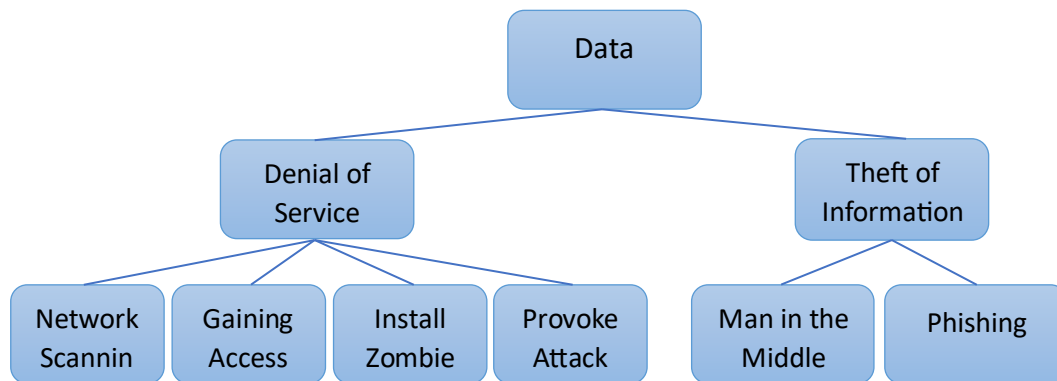 Data
Denial of
Service
Theft of
Information
Network
Scannin
Gaining
Access
Install
Zombie
Provoke
Attack
Man in the
Middle
Phishing